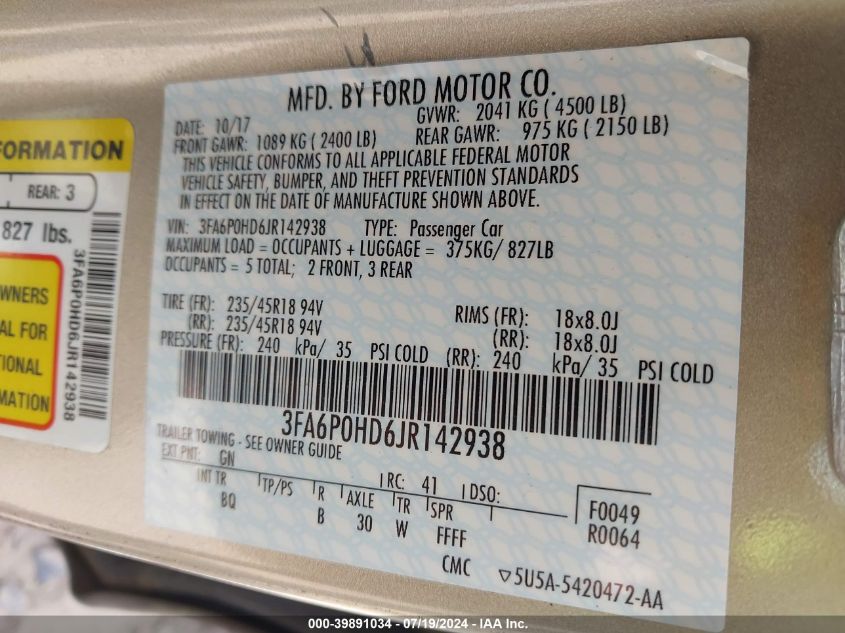 MFD. BY FORD MOTOR CO.
DATE: 10/17
GVWR: 2041 KG ( 4500 LB)
FRONT GAWR: 1089 KG ( 2400 LB)
REAR GAWR: 975 KG ( 2150 LB)
THIS VEHICLE CONFORMS TO ALL APPLICABLE FEDERAL MOTOR
VEHICLE SAFETY, BUMPER, AND THEFT PREVENTION STANDARDS
IN EFFECT ON THE DATE OF MANUFACTURE SHOWN ABOVE.
VIN: 3FA6P0HD6JR142938 TYPE: Passenger Car
MAXIMUM LOAD = OCCUPANTS + LUGGAGE = 375KG/ 827LB
OCCUPANTS = 5 TOTAL; 2 FRONT, 3 REAR
TIRE (FR): 235/45R18 94V RIMS (FR): 18x8.0J
(RR): 235/45R18 94V (RR): 18x8.0J
PRESSURE (FR): 240 kPa/ 35 PSI COLD (RR): 240 kPa/ 35 PSI COLD
3FA6P0HD6JR142938
TRAILER TOWING - SEE OWNER GUIDE
EXT PNT: GN RC: 41 DSO:
INT TR TP/PS R AXLE TR SPR F0049
BQ B 30 W FFFF R0064
CMC ▽5U5A-5420472-AA
FORMATION
REAR: 3
827 lbs.
3FA6P0HD6JR142938
WNERS
AL FOR
TIONAL
MATION
000-39891034 - 07/19/2024 - IAA Inc.